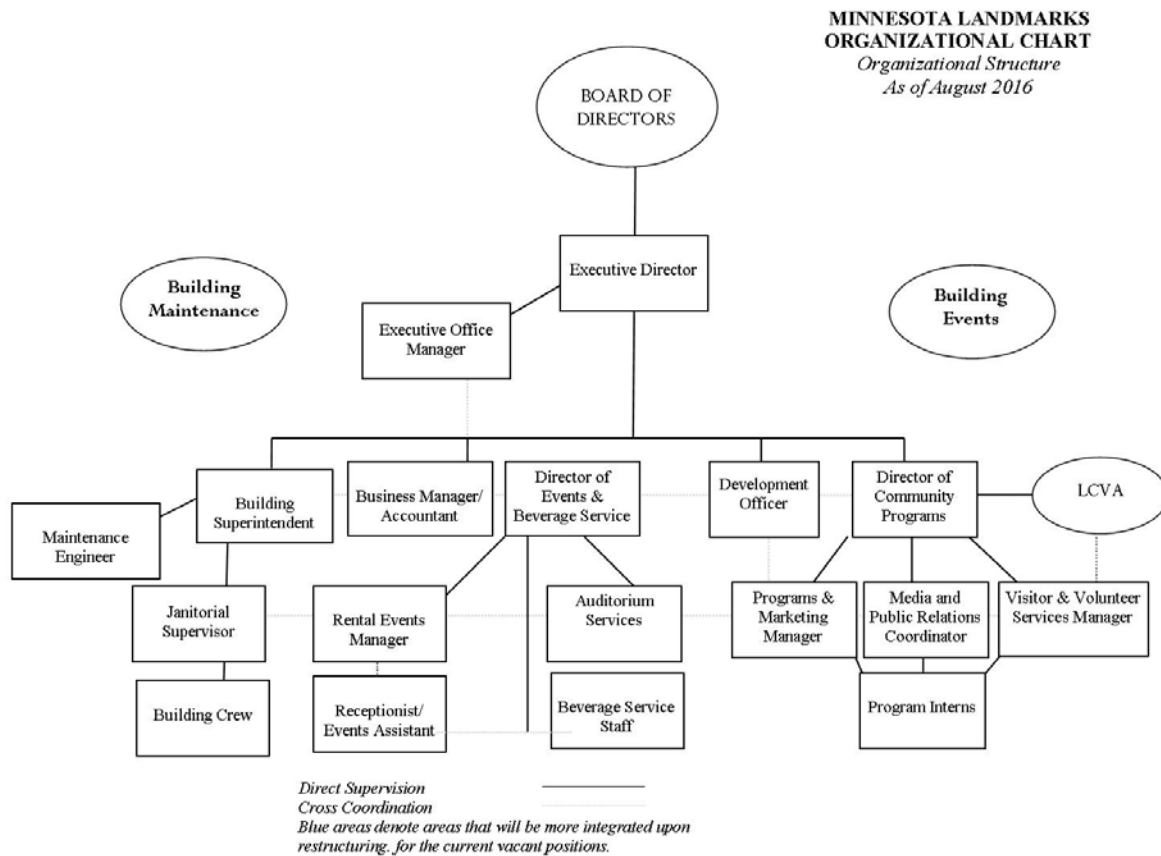 MINNESOTA LANDMARKS
ORGANIZATIONAL CHART
Organizational Structure
As of August 2016
BOARD OF
DIRECTORS
Executive Director
Building
Maintenance
Building
Events
Executive Office
Manager
Building
Superintendent
Business Manager/
Accountant
Director of
Events &
Beverage Service
Development
Officer
Director of
Community
Programs
LCVA
Maintenance
Engineer
Janitorial
Supervisor
Rental Events
Manager
Auditorium
Services
Programs &
Marketing
Manager
Media and
Public Relations
Coordinator
Visitor & Volunteer
Services Manager
Building Crew
Receptionist/
Events Assistant
Beverage Service
Staff
Program Interns
Direct Supervision
Cross Coordination
Blue areas denote areas that will be more integrated upon
restructuring. for the current vacant positions.